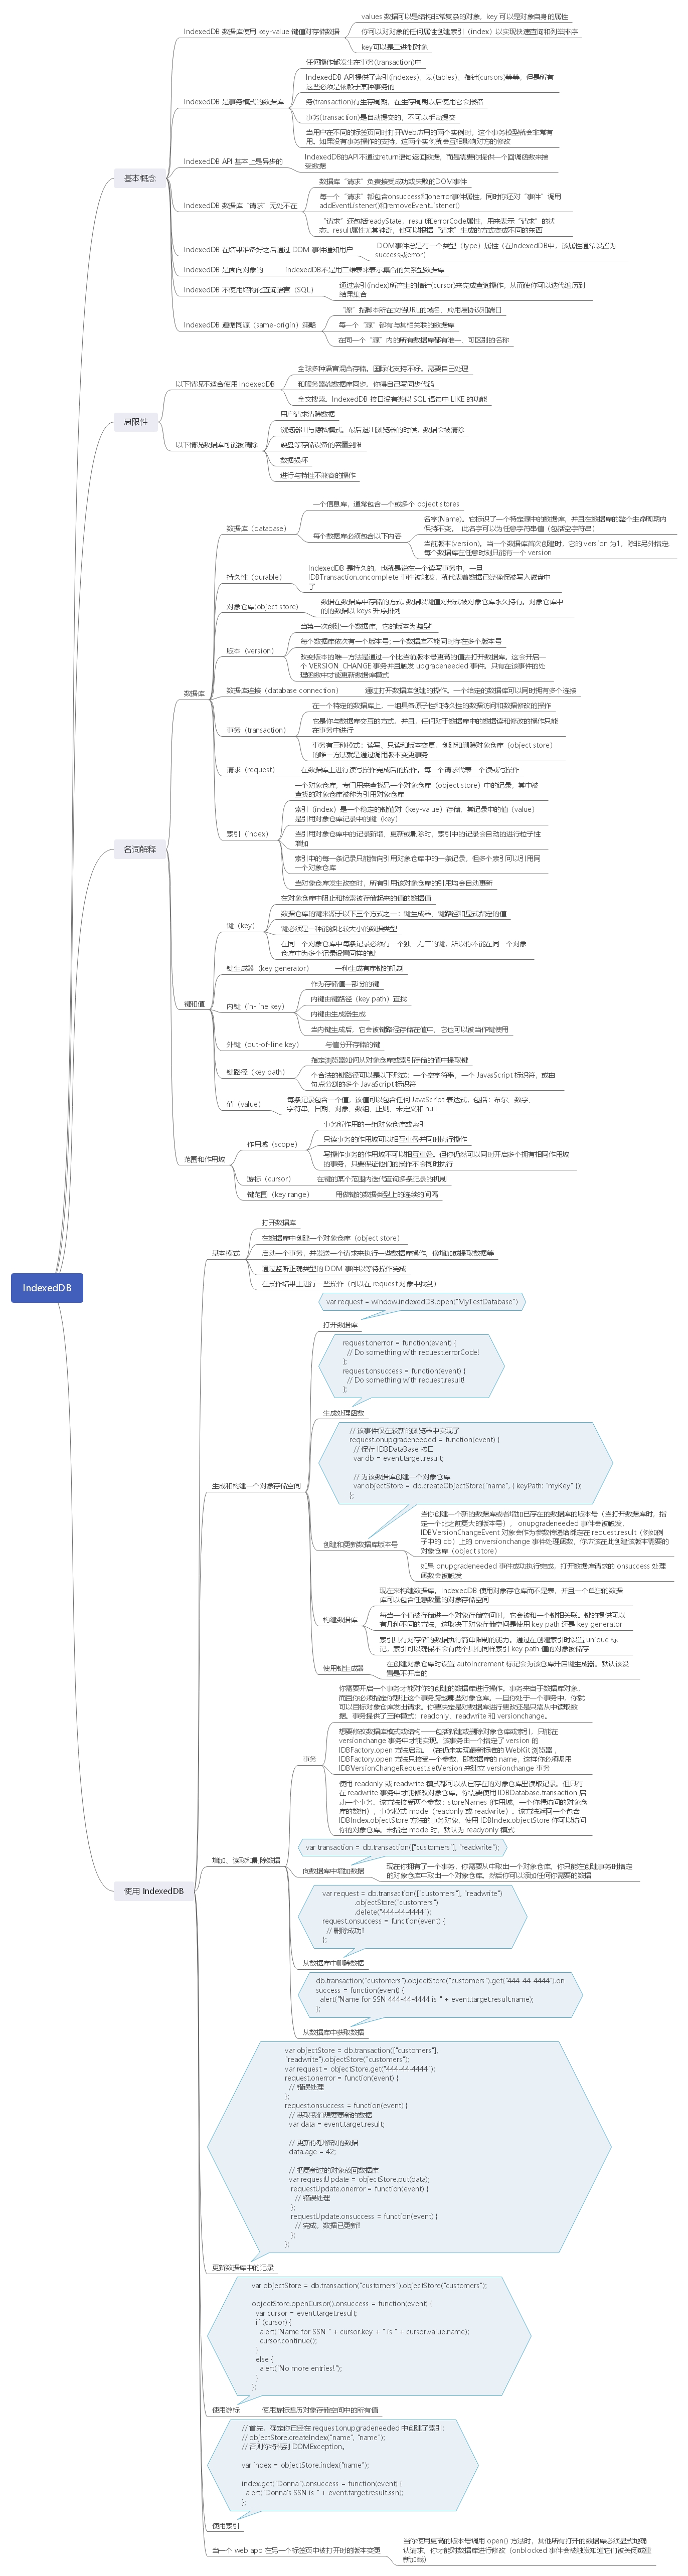 values 数据可以是结构非常复杂的对象，key 可以是对象自身的属性
IndexedDB 数据库使用 key-value 键值对存储数据
你可以对对象的任何属性创建索引（index）以实现快速查询和列举排序
key可以是二进制对象
任何操作都发生在事务(transaction)中
IndexedDB API提供了索引(indexes)、表(tables)、指针(cursors)等等，但是所有
这些必须是依赖于某种事务的
IndexedDB 是事务模式的数据库
务(transaction)有生存周期，在生存周期以后使用它会报错
事务(transaction)是自动提交的，不可以手动提交
当用户在不同的标签页同时打开Web应用的两个实例时，这个事务模型就会非常有
用。如果没有事务操作的支持，这两个实例就会互相影响对方的修改
IndexedDB API 基本上是异步的
IndexedDB的API不通过return语句返回数据，而是需要你提供一个回调函数来接
受数据
基本概念
数据库“请求”负责接受成功或失败的DOM事件
IndexedDB 数据库“请求”无处不在
每一个“请求”都包含onsuccess和onerror事件属性，同时你还对“事件”调用
addEventListener()和removeEventListener()
“请求”还包括readyState，result和errorCode属性，用来表示“请求”的状
态。result属性尤其神奇，他可以根据“请求”生成的方式变成不同的东西
IndexedDB 在结果准备好之后通过 DOM 事件通知用户
DOM事件总是有一个类型（type）属性（在IndexedDB中，该属性通常设置为
success或error）
IndexedDB 是面向对象的
indexedDB不是用二维表来表示集合的关系型数据库
IndexedDB 不使用结构化查询语言（SQL）
通过索引(index)所产生的指针(cursor)来完成查询操作，从而使你可以迭代遍历到
结果集合
“源”指脚本所在文档URL的域名、应用层协议和端口
IndexedDB 遵循同源（same-origin）策略
每一个“源”都有与其相关联的数据库
在同一个“源”内的所有数据库都有唯一、可区别的名称
全球多种语言混合存储。国际化支持不好。需要自己处理
以下情况不适合使用 IndexedDB
和服务器端数据库同步。你得自己写同步代码
全文搜索。IndexedDB 接口没有类似 SQL 语句中 LIKE 的功能
局限性
用户请求清除数据
浏览器出与隐私模式。最后退出浏览器的时候，数据会被清除
以下情况数据库可能被清除
硬盘等存储设备的容量到限
数据损坏
进行与特性不兼容的操作
一个信息库，通常包含一个或多个 object stores
数据库（database）
名字(Name)。它标识了一个特定源中的数据库，并且在数据库的整个生命周期内
保持不变。 此名字可以为任意字符串值（包括空字符串）
每个数据库必须包含以下内容
当前版本(version)。当一个数据库首次创建时，它的 version 为1，除非另外指定.
每个数据库在任意时刻只能有一个 version
持久性（durable）
IndexedDB 是持久的，也就是说在一个读写事务中，一旦
IDBTransaction.oncomplete 事件被触发，就代表各数据已经确保被写入磁盘中
了
对象仓库(object store)
数据在数据库中存储的方式, 数据以键值对形式被对象仓库永久持有。对象仓库中
的的数据以 keys 升序排列
当第一次创建一个数据库，它的版本为整型1
版本（version）
每个数据库依次有一个版本号; 一个数据库不能同时存在多个版本号
改变版本的唯一方法是通过一个比当前版本号更高的值去打开数据库。这会开启一
个 VERSION_CHANGE 事务并且触发 upgradeneeded 事件。只有在该事件的处
理函数中才能更新数据库模式
数据库
数据库连接（database connection）
通过打开数据库创建的操作。一个给定的数据库可以同时拥有多个连接
在一个特定的数据库上，一组具备原子性和持久性的数据访问和数据修改的操作
事务（transaction）
它是你与数据库交互的方式。并且，任何对于数据库中的数据读和修改的操作只能
在事务中进行
事务有三种模式：读写、只读和版本变更。创建和删除对象仓库（object store）
的唯一方法就是通过调用版本变更事务
请求（request）
在数据库上进行读写操作完成后的操作。每一个请求代表一个读或写操作
一个对象仓库，专门用来查找另一个对象仓库（object store）中的记录，其中被
查找的对象仓库被称为引用对象仓库
索引（index）是一个稳定的键值对（key-value）存储，其记录中的值（value）
是引用对象仓库记录中的键（key）
索引（index）
当引用对象仓库中的记录新增、更新或删除时，索引中的记录会自动的进行粒子性
增加
索引中的每一条记录只能指向引用对象仓库中的一条记录，但多个索引可以引用同
一个对象仓库
当对象仓库发生改变时，所有引用该对象仓库的引用均会自动更新
名词解释
在对象仓库中阻止和检索被存储起来的值的数据值
键（key）
数据仓库的键来源于以下三个方式之一：键生成器、键路径和显式指定的值
键必须是一种能够比较大小的数据类型
在同一个对象仓库中每条记录必须有一个独一无二的键，所以你不能在同一个对象
仓库中为多个记录设置同样的键
键生成器（key generator）
一种生成有序键的机制
作为存储值一部分的键
键和值
内键（in-line key）
内键由键路径（key path）查找
内键由生成器生成
当内键生成后，它会被键路径存储在值中，它也可以被当作键使用
外键（out-of-line key）
与值分开存储的键
键路径（key path）
指定浏览器如何从对象仓库或索引存储的值中提取键
个合法的键路径可以是以下形式：一个空字符串，一个 JavasScript 标识符，或由
句点分割的多个 JavaScript 标识符
值（value）
每条记录包含一个值，该值可以包含任何 JavaScript 表达式，包括：布尔、数字、
字符串、日期、对象、数组、正则、未定义和 null
事务所作用的一组对象仓库或索引
作用域（scope）
只读事务的作用域可以相互重叠并同时执行操作
写操作事务的作用域不可以相互重叠。但你仍然可以同时开启多个拥有相同作用域
的事务，只要保证他们的操作不会同时执行
范围和作用域
游标（cursor）
在键的某个范围内迭代查询多条记录的机制
键范围（key range）
用做键的数据类型上的连续的间隔
打开数据库
在数据库中创建一个对象仓库（object store）
基本模式
启动一个事务，并发送一个请求来执行一些数据库操作，像增加或提取数据等
通过监听正确类型的 DOM 事件以等待操作完成
在操作结果上进行一些操作（可以在 request 对象中找到）
IndexedDB
var request = window.indexedDB.open("MyTestDatabase")
打开数据库
request.onerror = function(event) {
// Do something with request.errorCode!
};
request.onsuccess = function(event) {
// Do something with request.result!
};
生成处理函数
// 该事件仅在较新的浏览器中实现了
request.onupgradeneeded = function(event) {
// 保存 IDBDataBase 接口
var db = event.target.result;
// 为该数据库创建一个对象仓库
var objectStore = db.createObjectStore("name", { keyPath: "myKey" });
};
生成和构建一个对象存储空间
当你创建一个新的数据库或者增加已存在的数据库的版本号（当打开数据库时，指
定一个比之前更大的版本号）， onupgradeneeded 事件会被触发，
IDBVersionChangeEvent 对象会作为参数传递给绑定在 request.result（例如例
子中的 db）上的 onversionchange 事件处理函数，你应该在此创建该版本需要的
对象仓库（object store）
创建和更新数据库版本号
如果 onupgradeneeded 事件成功执行完成，打开数据库请求的 onsuccess 处理
函数会被触发
现在来构建数据库。IndexedDB 使用对象存仓库而不是表，并且一个单独的数据
库可以包含任意数量的对象存储空间
构建数据库
每当一个值被存储进一个对象存储空间时，它会被和一个键相关联。键的提供可以
有几种不同的方法，这取决于对象存储空间是使用 key path 还是 key generator
索引具有对存储的数据执行简单限制的能力。通过在创建索引时设置 unique 标
记，索引可以确保不会有两个具有同样索引 key path 值的对象被储存
使用键生成器
在创建对象仓库时设置 autoIncrement 标记会为该仓库开启键生成器。默认该设
置是不开启的
你需要开启一个事务才能对你的创建的数据库进行操作。事务来自于数据库对象，
而且你必须指定你想让这个事务跨越哪些对象仓库。一旦你处于一个事务中，你就
可以目标对象仓库发出请求。你要决定是对数据库进行更改还是只需从中读取数
据。事务提供了三种模式：readonly、readwrite 和 versionchange。
想要修改数据库模式或结构——包括新建或删除对象仓库或索引，只能在
versionchange 事务中才能实现。该事务由一个指定了 version 的
IDBFactory.open 方法启动。（在仍未实现最新标准的 WebKit 浏览器 ，
IDBFactory.open 方法只接受一个参数，即数据库的 name，这样你必须调用
IDBVersionChangeRequest.setVersion 来建立 versionchange 事务
事务
使用 readonly 或 readwrite 模式都可以从已存在的对象仓库里读取记录。但只有
在 readwrite 事务中才能修改对象仓库。你需要使用 IDBDatabase.transaction 启
动一个事务。该方法接受两个参数：storeNames (作用域，一个你想访问的对象仓
库的数组），事务模式 mode（readonly 或 readwrite）。该方法返回一个包含
IDBIndex.objectStore 方法的事务对象，使用 IDBIndex.objectStore 你可以访问
你的对象仓库。未指定 mode 时，默认为 readyonly 模式
var transaction = db.transaction(["customers"], "readwrite");
增加、读取和删除数据
向数据库中增加数据
现在你拥有了一个事务，你需要从中取出一个对象仓库。你只能在创建事务时指定
的对象仓库中取出一个对象仓库。然后你可以添加任何你需要的数据
使用 IndexedDB
var request = db.transaction(["customers"], "readwrite")
.objectStore("customers")
.delete("444-44-4444");
request.onsuccess = function(event) {
// 删除成功！
};
从数据库中删除数据
db.transaction("customers").objectStore("customers").get("444-44-4444").on
success = function(event) {
alert("Name for SSN 444-44-4444 is " + event.target.result.name);
};
从数据库中获取数据
var objectStore = db.transaction(["customers"],
"readwrite").objectStore("customers");
var request = objectStore.get("444-44-4444");
request.onerror = function(event) {
// 错误处理
};
request.onsuccess = function(event) {
// 获取我们想要更新的数据
var data = event.target.result;
// 更新你想修改的数据
data.age = 42;
// 把更新过的对象放回数据库
var requestUpdate = objectStore.put(data);
requestUpdate.onerror = function(event) {
// 错误处理
};
requestUpdate.onsuccess = function(event) {
// 完成，数据已更新！
};
};
更新数据库中的记录
var objectStore = db.transaction("customers").objectStore("customers");
objectStore.openCursor().onsuccess = function(event) {
var cursor = event.target.result;
if (cursor) {
alert("Name for SSN " + cursor.key + " is " + cursor.value.name);
cursor.continue();
}
else {
alert("No more entries!");
}
};
使用游标
使用游标遍历对象存储空间中的所有值
// 首先，确定你已经在 request.onupgradeneeded 中创建了索引:
// objectStore.createIndex("name", "name");
// 否则你将得到 DOMException。
var index = objectStore.index("name");
index.get("Donna").onsuccess = function(event) {
alert("Donna's SSN is " + event.target.result.ssn);
};
使用索引
当一个 web app 在另一个标签页中被打开时的版本变更
当你使用更高的版本号调用 open() 方法时，其他所有打开的数据库必须显式地确
认请求，你才能对数据库进行修改（onblocked 事件会被触发知道它们被关闭或重
新加载）